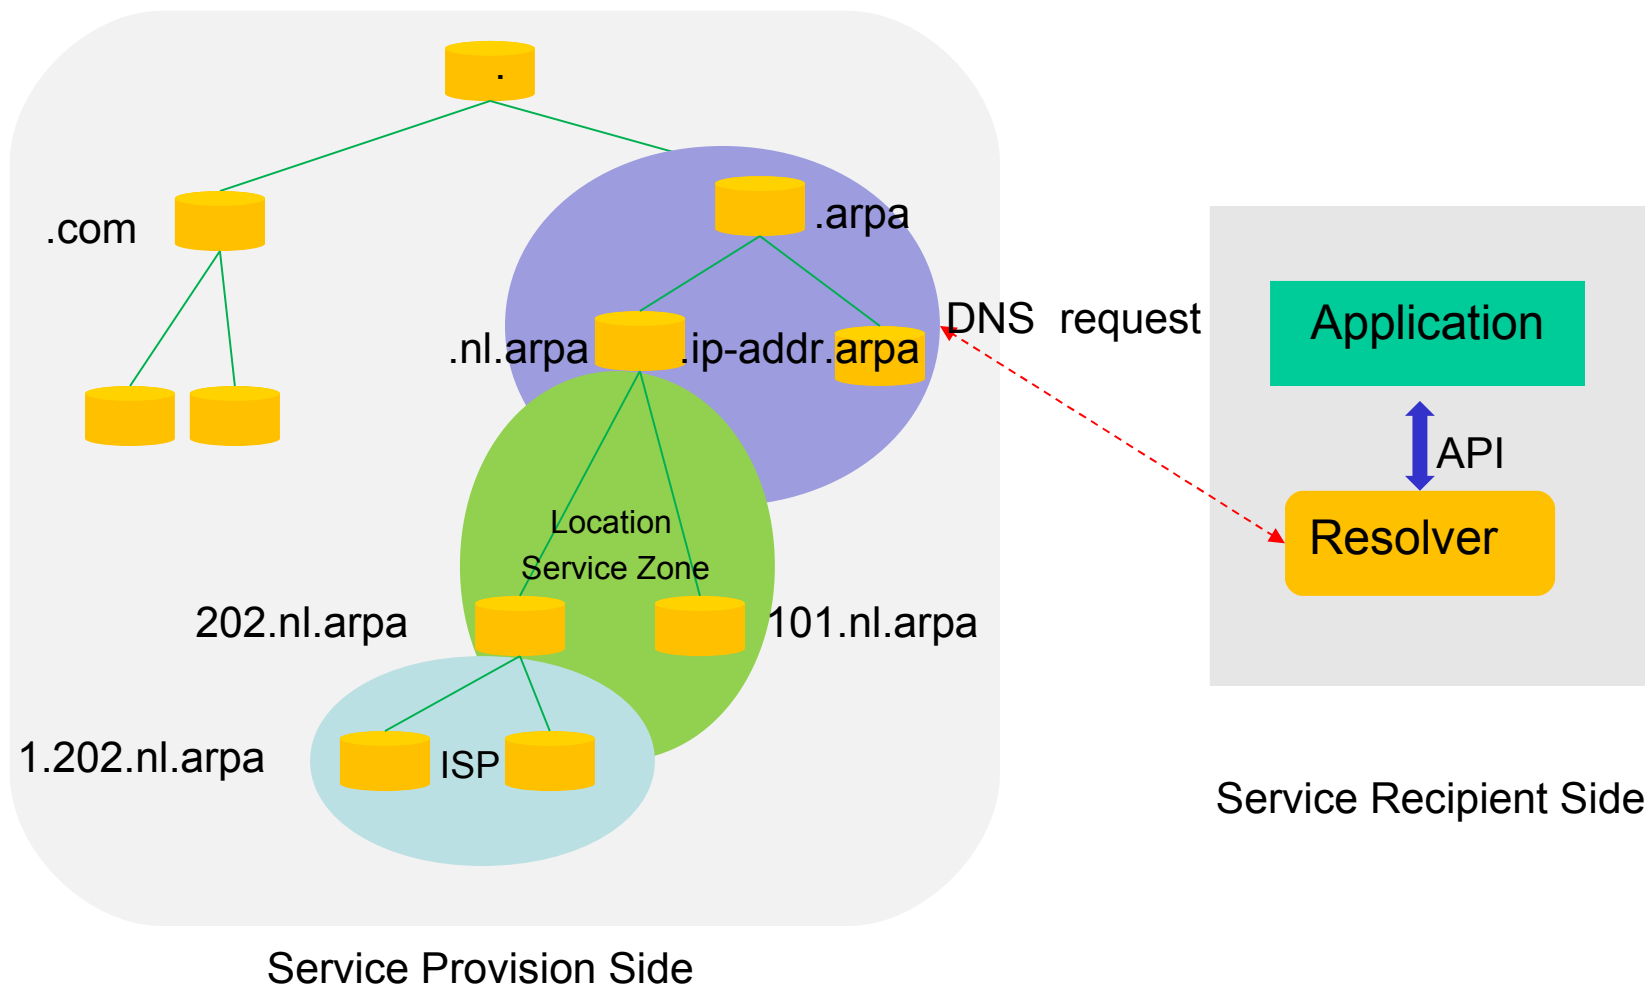 .
.com
.arpa
.nl.arpa
.ip-addr.arpa
DNS request
Application
API
Resolver
Location
Service Zone
202.nl.arpa
101.nl.arpa
1.202.nl.arpa
ISP
Service Recipient Side
Service Provision Side